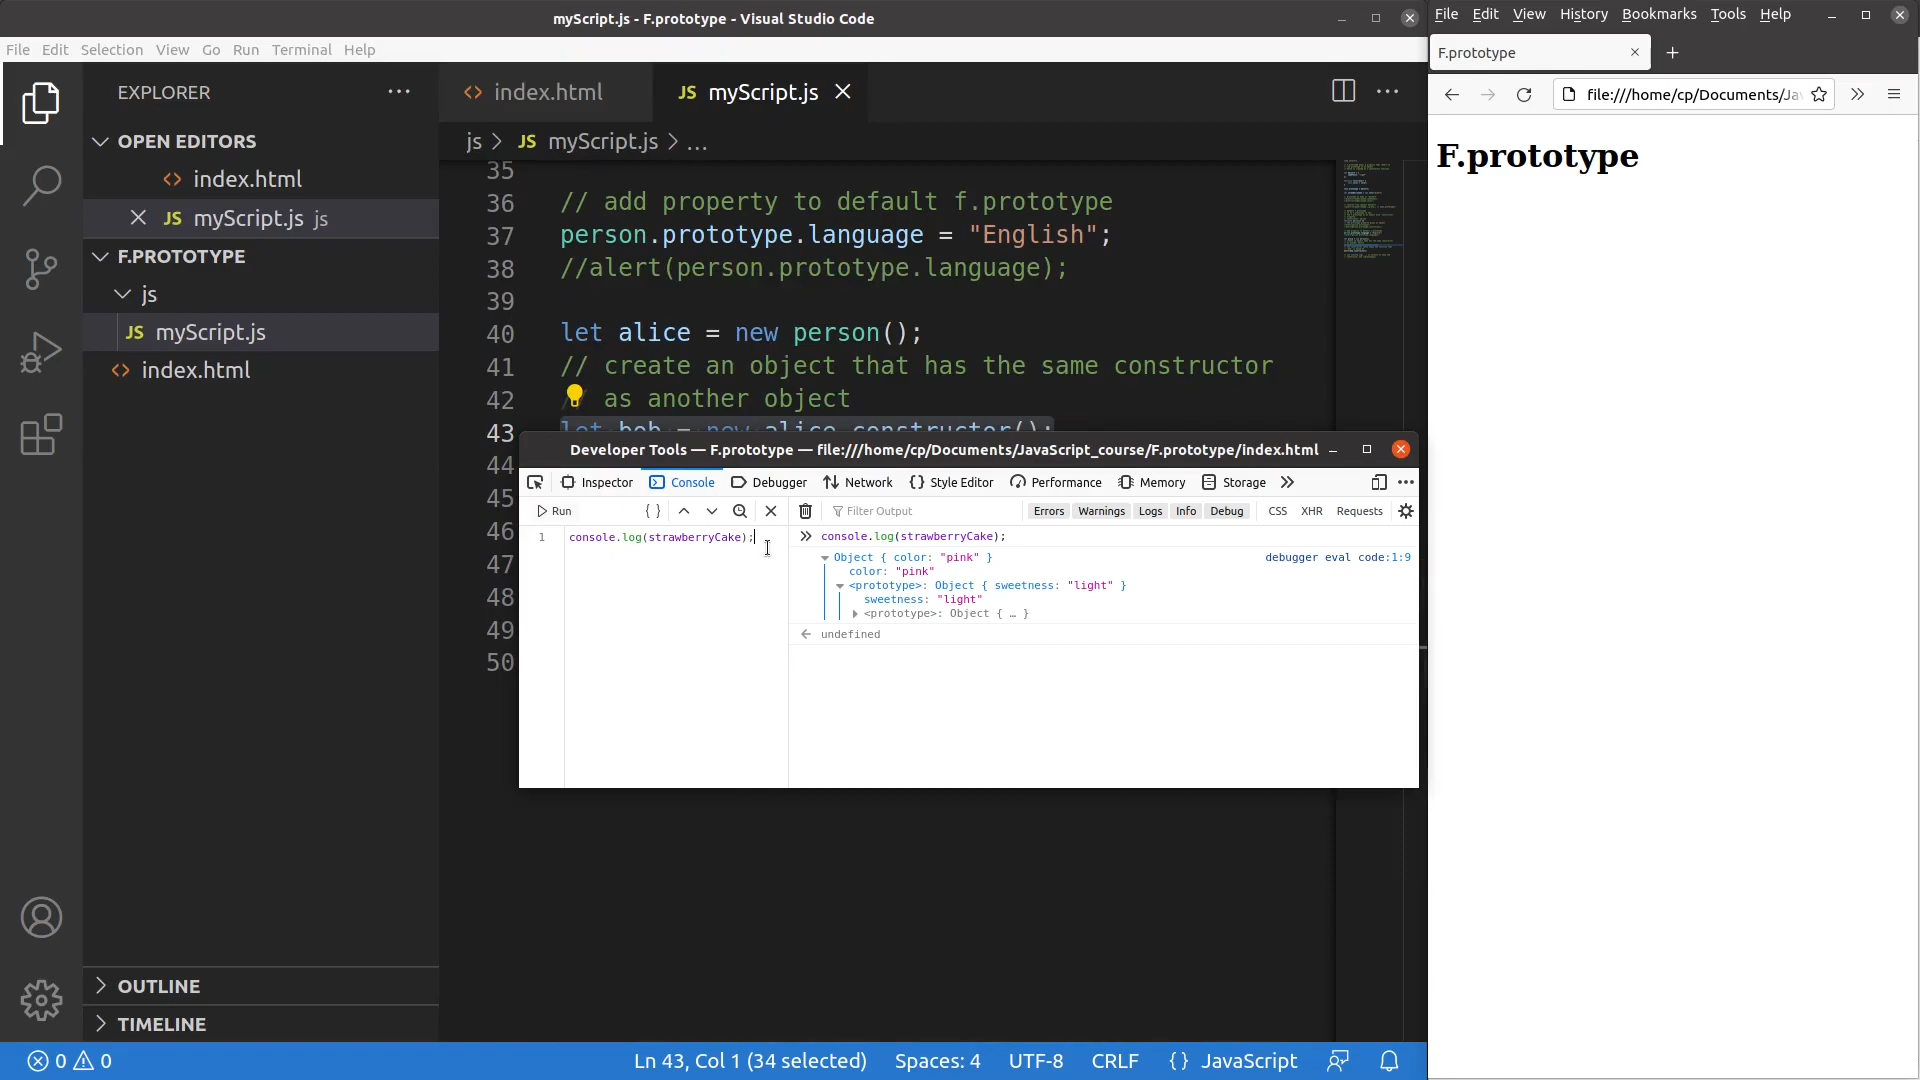 myScript.js - F.prototype - Visual Studio Code
File Edit Selection View Go Run Terminal Help
EXPLORER
OPEN EDITORS
index.html
myScript.js js
F.PROTOTYPE
js
JS myScript.js
index.html
OUTLINE
TIMELINE
index.html
JS myScript.js
js > JS myScript.js > ...
35
36 // add property to default f.prototype
37 person.prototype.language = "English";
38 //alert(person.prototype.language);
39
40 let alice = new person();
41 // create an object that has the same constructor
42 // as another object
43 let bob = new alice.constructor();
44
45
46
47
48
49
50
Developer Tools — F.prototype — file:///home/cp/Documents/JavaScript_course/F.prototype/index.html
Inspector Console Debugger Network Style Editor Performance Memory Storage
Run
Filter Output Errors Warnings Logs Info Debug CSS XHR Requests
1 console.log(strawberryCake);
console.log(strawberryCake);
Object { color: "pink" } debugger eval code:1:9
color: "pink"
<prototype>: Object { sweetness: "light" }
sweetness: "light"
<prototype>: Object { … }
undefined
0 0 Ln 43, Col 1 (34 selected) Spaces: 4 UTF-8 CRLF {} JavaScript
File Edit View History Bookmarks Tools Help
F.prototype
file:///home/cp/Documents/Ja
F.prototype